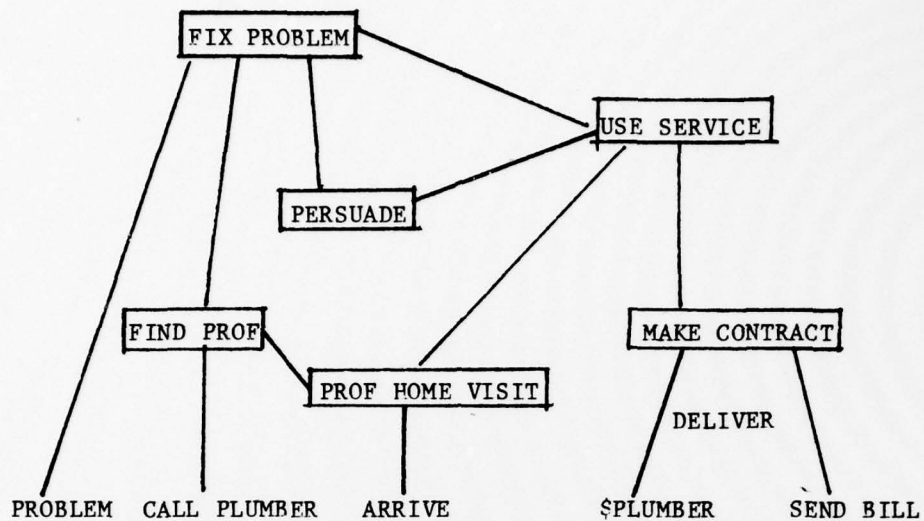 FIX PROBLEM
USE SERVICE
PERSUADE
FIND PROF
MAKE CONTRACT
PROF HOME VISIT
DELIVER
PROBLEM CALL PLUMBER ARRIVE $PLUMBER SEND BILL